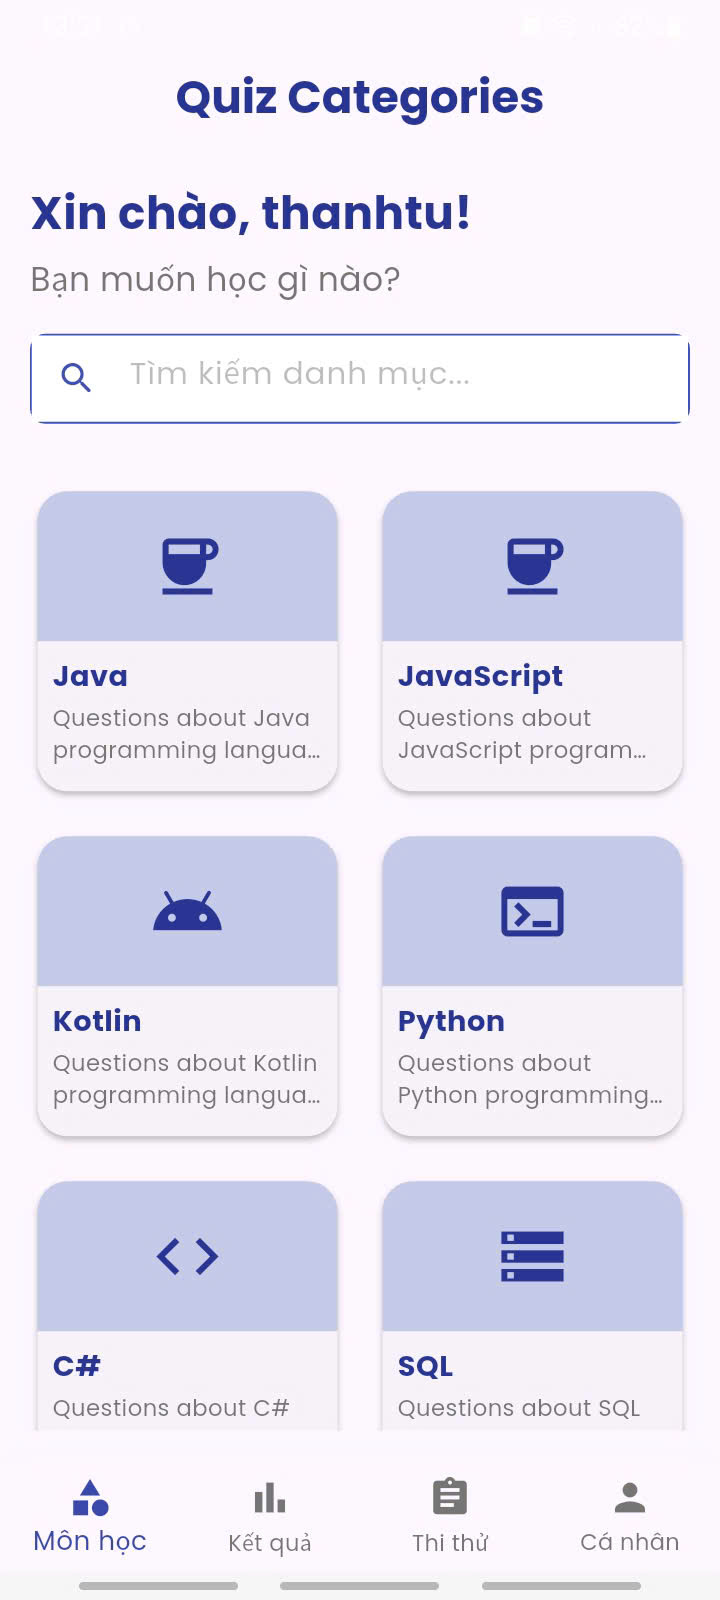 Quiz Categories
Xin chào, thanhtu!
Bạn muốn học gì nào?
Tìm kiếm danh mục...
Java
Questions about Java
programming langua...
JavaScript
Questions about
JavaScript program...
Kotlin
Questions about Kotlin
programming langua...
Python
Questions about
Python programming...
C#
Questions about C#
SQL
Questions about SQL
Môn học
Kết quả
Thi thử
Cá nhân